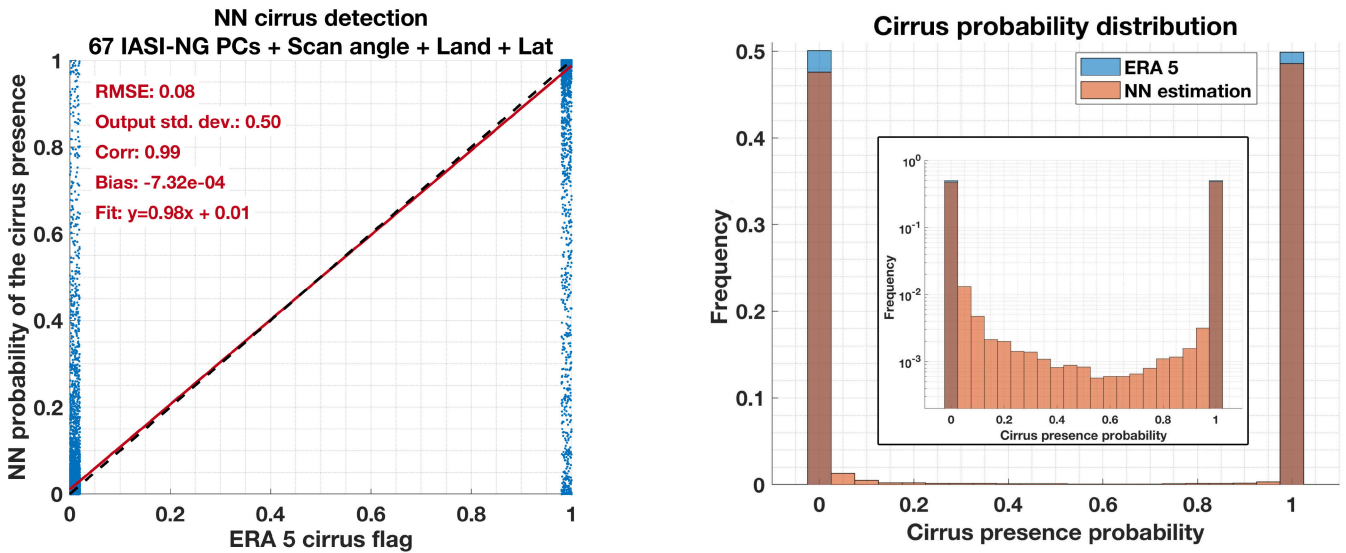 NN cirrus detection
67 IASI-NG PCs + Scan angle + Land + Lat
NN probability of the cirrus presence
1
0.8
0.6
0.4
0.2
0
RMSE: 0.08
Output std. dev.: 0.50
Corr: 0.99
Bias: -7.32e-04
Fit: y=0.98x + 0.01
0 0.2 0.4 0.6 0.8 1
ERA 5 cirrus flag
Cirrus probability distribution
Frequency
0.5
0.4
0.3
0.2
0.1
0
ERA 5
NN estimation
Frequency
10^0
10^-1
10^-2
10^-3
0 0.2 0.4 0.6 0.8 1
Cirrus presence probability
0 0.2 0.4 0.6 0.8 1
Cirrus presence probability